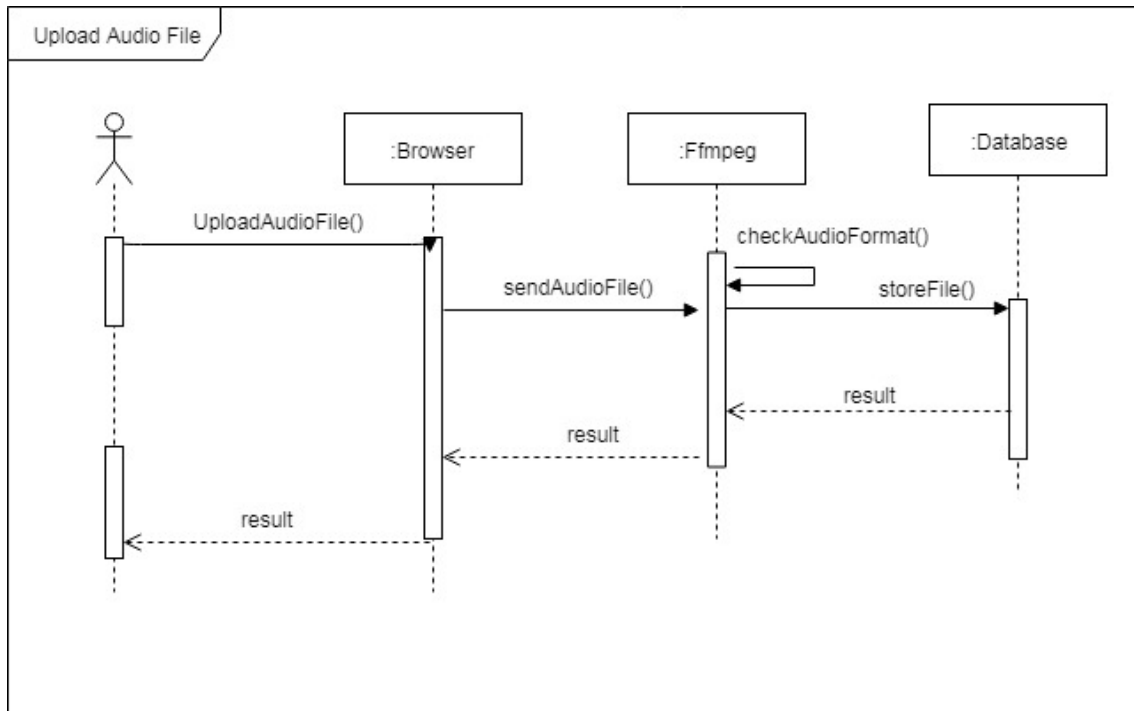 Upload Audio File
:Browser
:Ffmpeg
:Database
UploadAudioFile()
checkAudioFormat()
sendAudioFile()
storeFile()
result
result
result